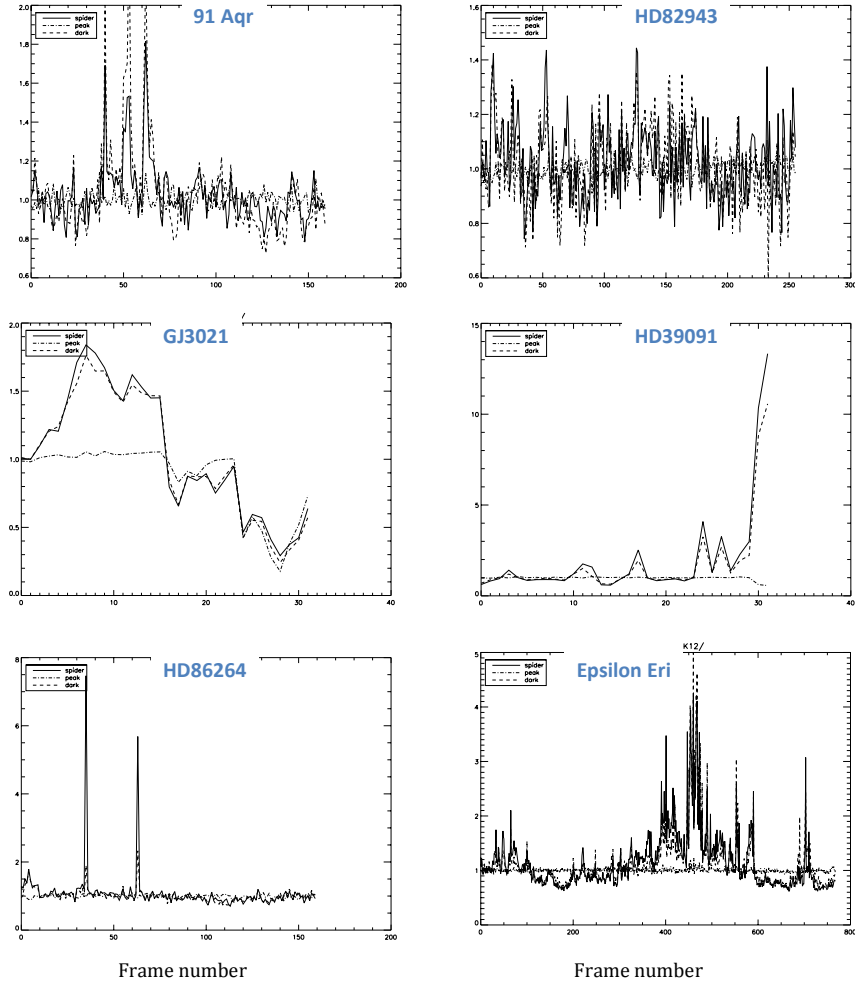 91 Aqr
spider
peak
dark
2.0
1.8
1.6
1.4
1.2
1.0
0.8
0.6
0
50
100
150
200
HD82943
spider
peak
dark
1.6
1.4
1.2
1.0
0.8
0.6
0
50
100
150
200
250
300
GJ3021
spider
peak
dark
2.0
1.5
1.0
0.5
0.0
0
10
20
30
40
HD39091
spider
peak
dark
15
10
5
0
0
10
20
30
40
HD86264
spider
peak
dark
8
6
4
2
0
0
50
100
150
200
Frame number
K12/
Epsilon Eri
spider
peak
dark
5
4
3
2
1
0
0
200
400
600
800
Frame number